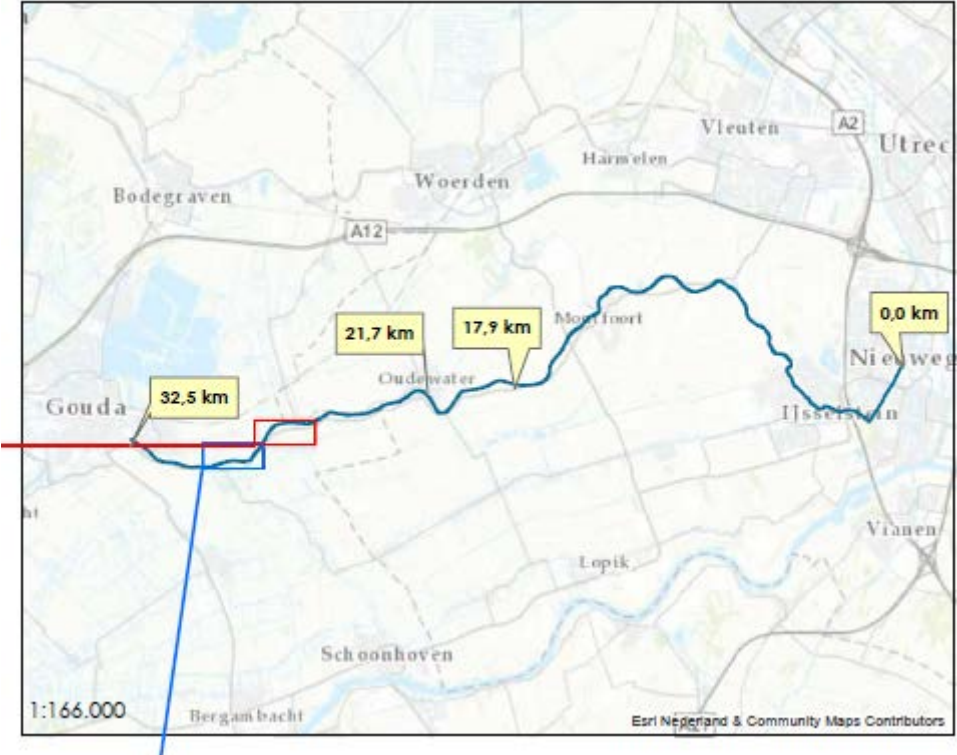 Vleuten
A2
Utrec
Harmelen
Woerden
Bodegraven
A12
0,0 km
17,9 km
21,7 km
Nieuweg
Oudewater
32,5 km
Gouda
IJsselstein
Vianen
ht
Lopik
Schoonhoven
1:166.000
Bergambacht
Esri Nederland & Community Maps Contributors